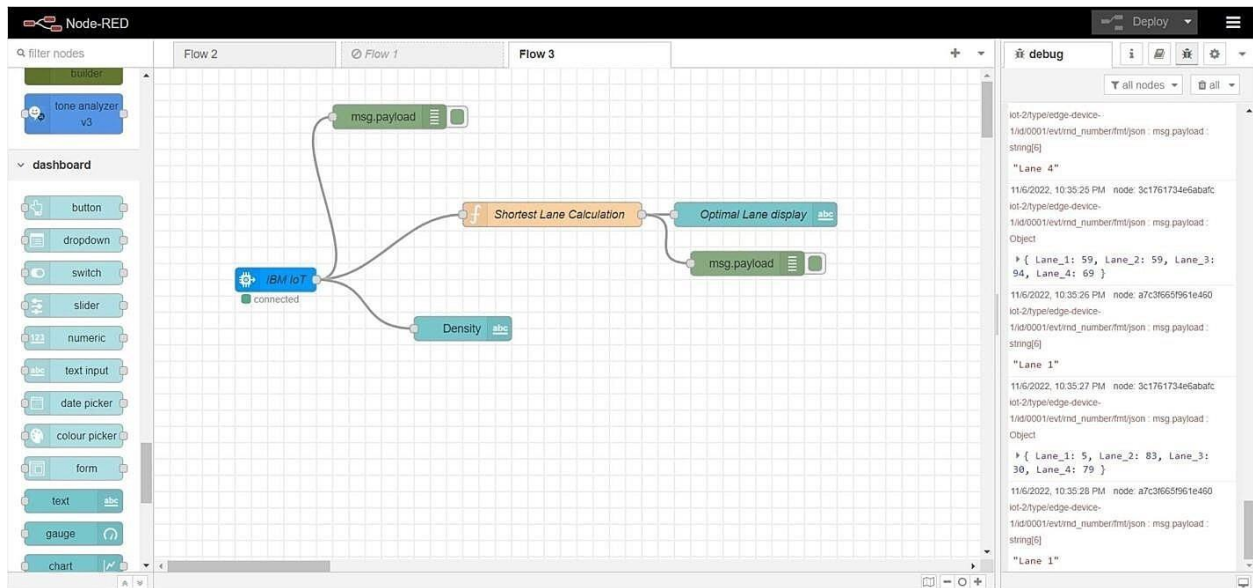 Node-RED
Deploy
filter nodes
Flow 2
Flow 1
Flow 3
debug
i
all nodes
all
builder
tone analyzer
v3
dashboard
button
dropdown
switch
slider
123
numeric
abc
text input
date picker
colour picker
form
text
abc
gauge
chart
msg.payload
f
Shortest Lane Calculation
Optimal Lane display
abc
msg.payload
IBM IoT
connected
Density
abc
iot-2/type/edge-device-
1/id/0001/evt/rnd_number/fmt/json : msg.payload :
string[6]
"Lane 4"
11/6/2022, 10:35:25 PM node: 3c1761734e6abafc
iot-2/type/edge-device-
1/id/0001/evt/rnd_number/fmt/json : msg.payload :
Object
{ Lane_1: 59, Lane_2: 59, Lane_3:
94, Lane_4: 69 }
11/6/2022, 10:35:26 PM node: a7c3f665f961e460
iot-2/type/edge-device-
1/id/0001/evt/rnd_number/fmt/json : msg.payload :
string[6]
"Lane 1"
11/6/2022, 10:35:27 PM node: 3c1761734e6abafc
iot-2/type/edge-device-
1/id/0001/evt/rnd_number/fmt/json : msg.payload :
Object
{ Lane_1: 5, Lane_2: 83, Lane_3:
30, Lane_4: 79 }
11/6/2022, 10:35:28 PM node: a7c3f665f961e460
iot-2/type/edge-device-
1/id/0001/evt/rnd_number/fmt/json : msg.payload :
string[6]
"Lane 1"